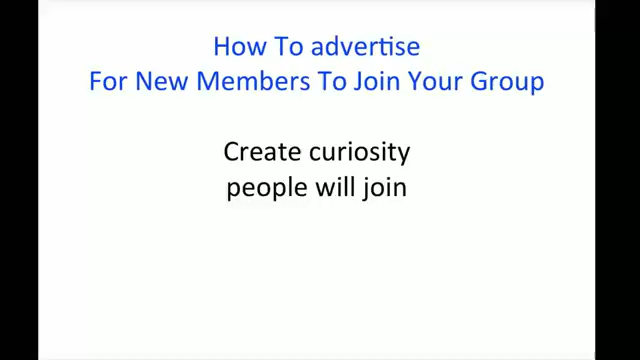 How To advertise
For New Members To Join Your Group
Create curiosity
people will join